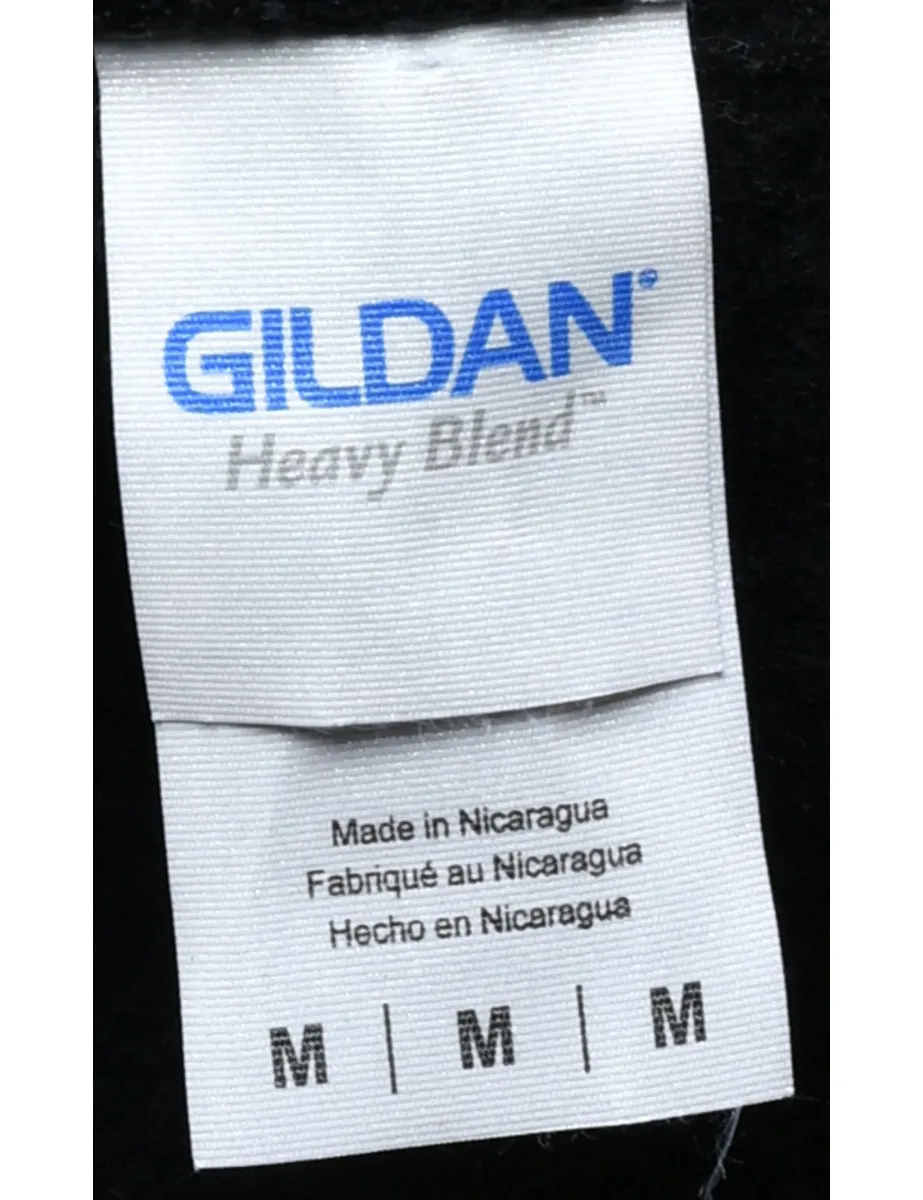 GILDAN®
Heavy Blend™
Made in Nicaragua
Fabriqué au Nicaragua
Hecho en Nicaragua
M | M | M